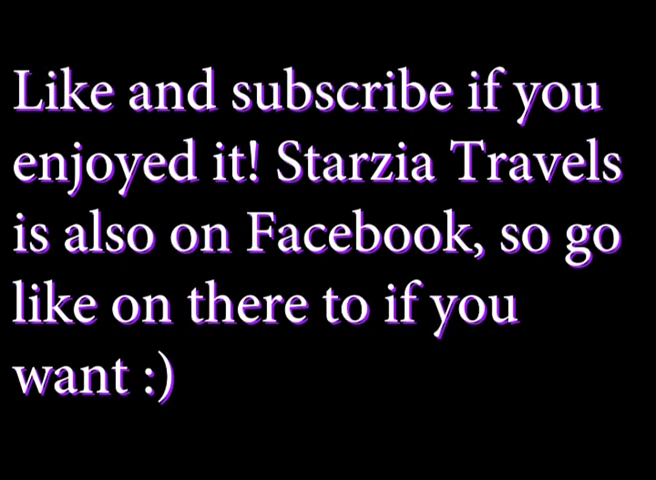 Like and subscribe if you
enjoyed it! Starzia Travels
is also on Facebook, so go
like on there to if you
want :)